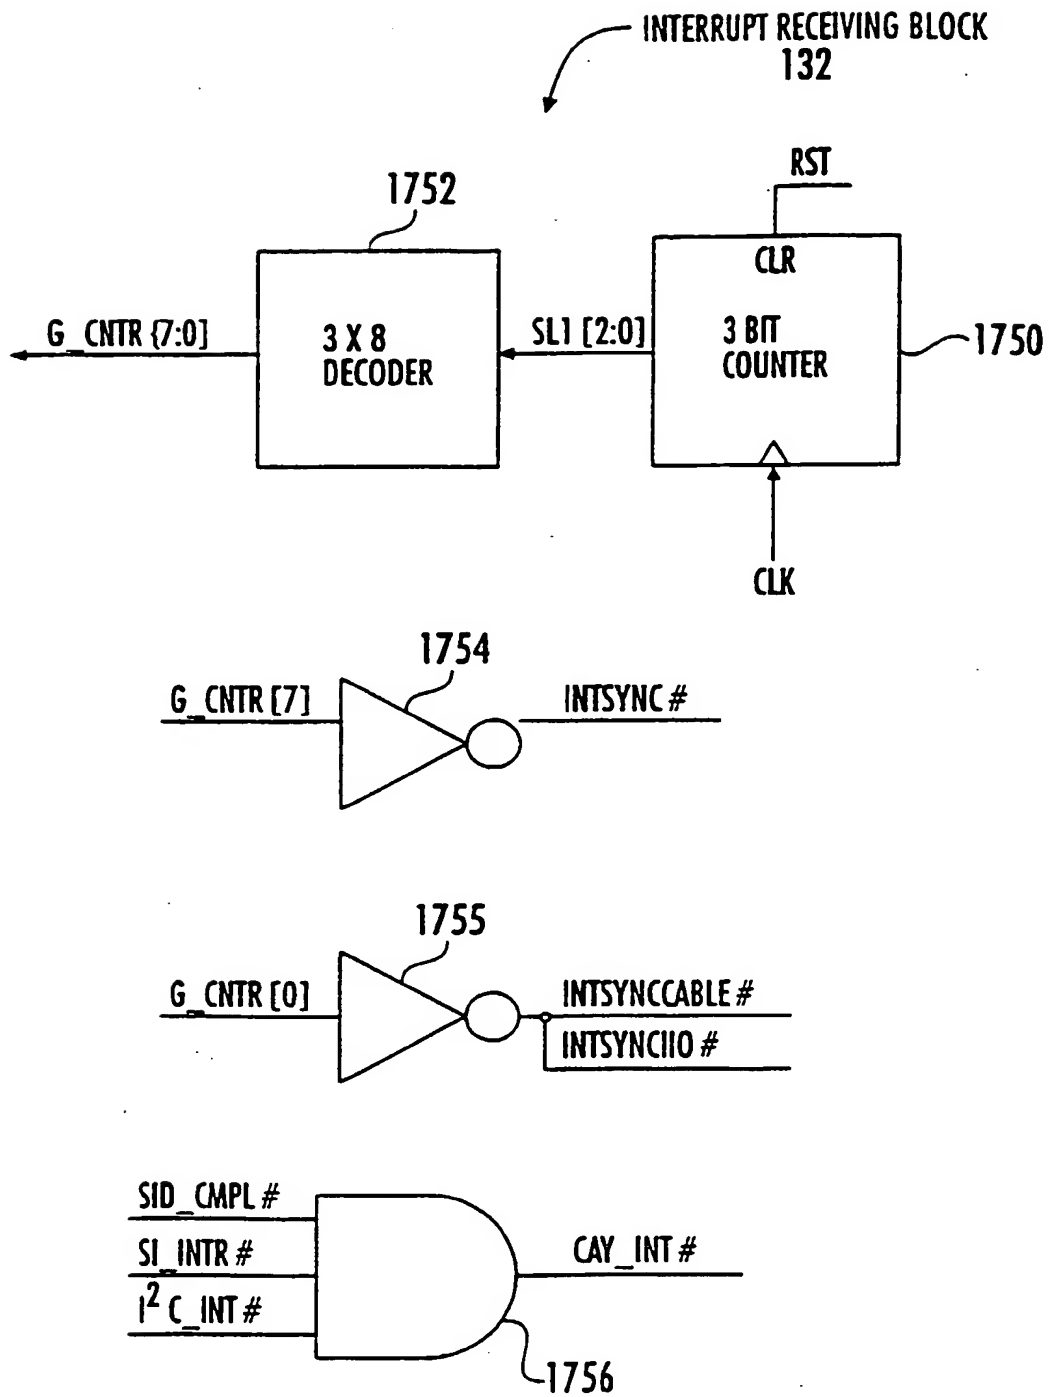 INTERRUPT RECEIVING BLOCK
132
RST
1752
CLR
G_CNTR {7:0]
3 X 8
DECODER
SL1 [2:0]
3 BIT
COUNTER
1750
CLK
1754
G_CNTR [7]
INTSYNC #
1755
G_CNTR [0]
INTSYNCCABLE #
INTSYNCIIO #
SID_CMPL #
SI_INTR #
I² C_INT #
CAY_INT #
1756